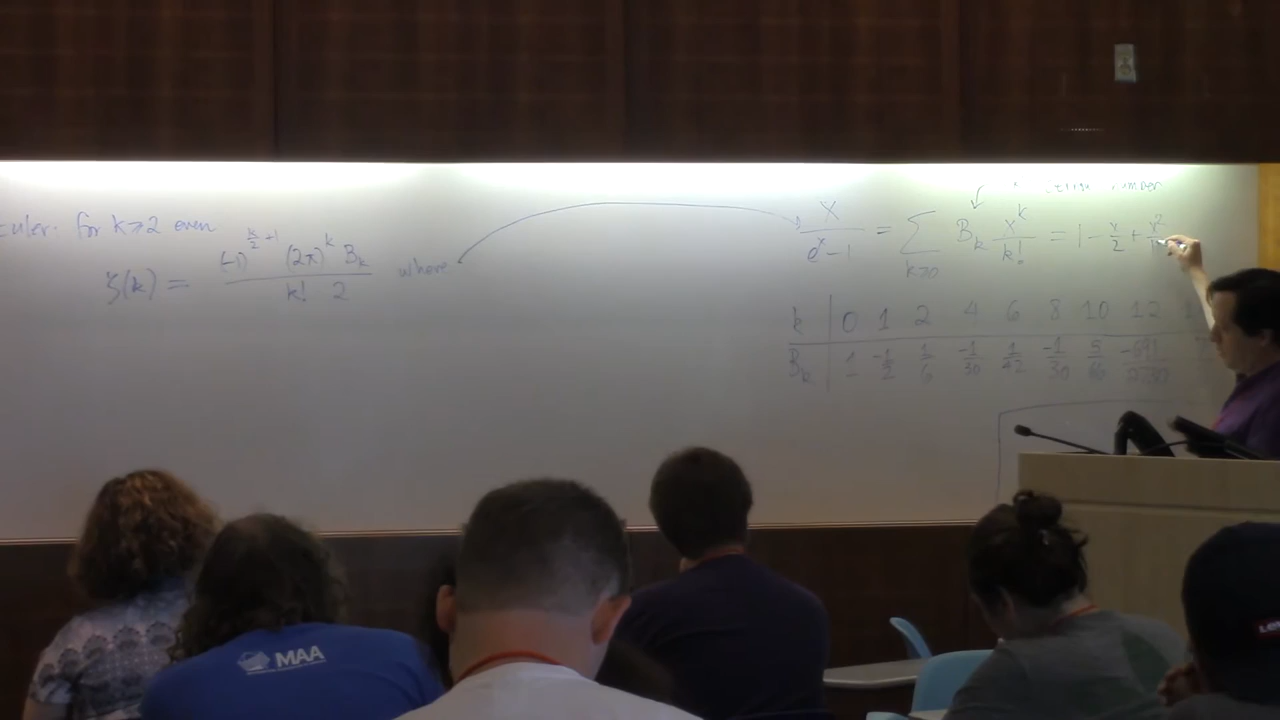 Euler: for k≥2 even
ζ(k) = (-1)^{k/2+1} (2π)^k B_k / k! 2 where
x/(e^x-1) = Σ_{k≥0} B_k x^k/k! = 1 - x/2 + x²/1
k 0 1 2 4 6 8 10 12 1
B_k 1 -1/2 1/6 -1/30 1/42 -1/30 5/66 -691/2730
MAA